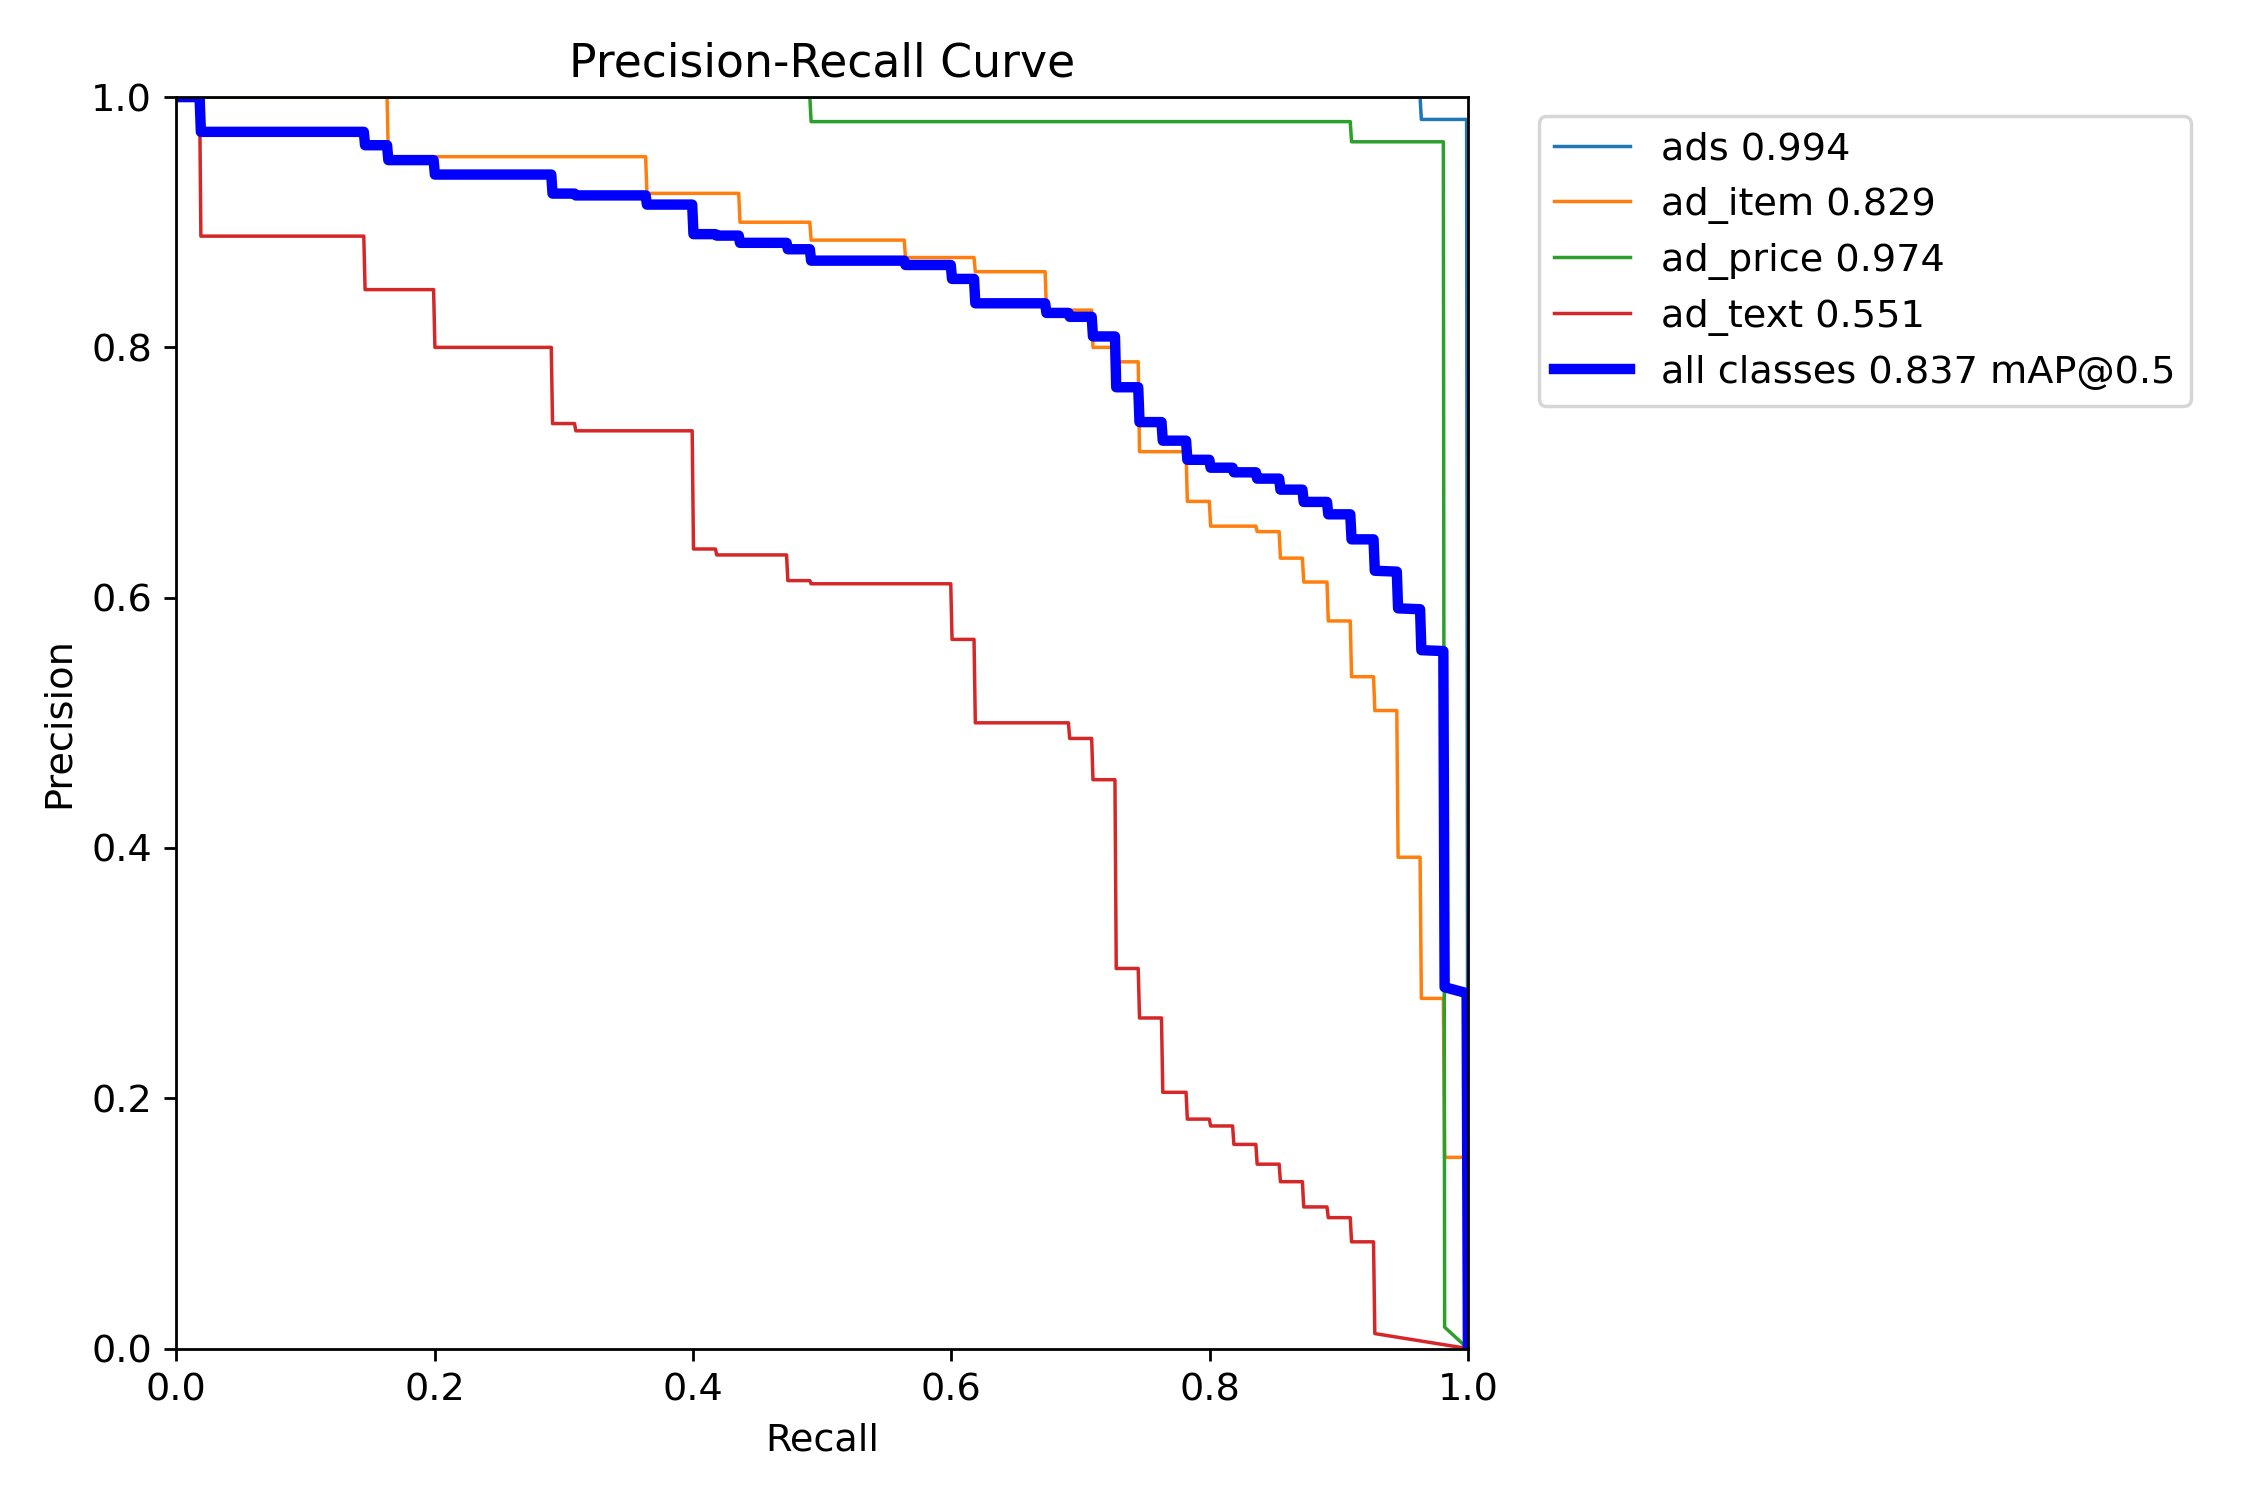 Precision-Recall Curve
1.0
0.8
0.6
0.4
0.2
0.0
Precision
0.0 0.2 0.4 0.6 0.8 1.0
Recall
ads 0.994
ad_item 0.829
ad_price 0.974
ad_text 0.551
all classes 0.837 mAP@0.5